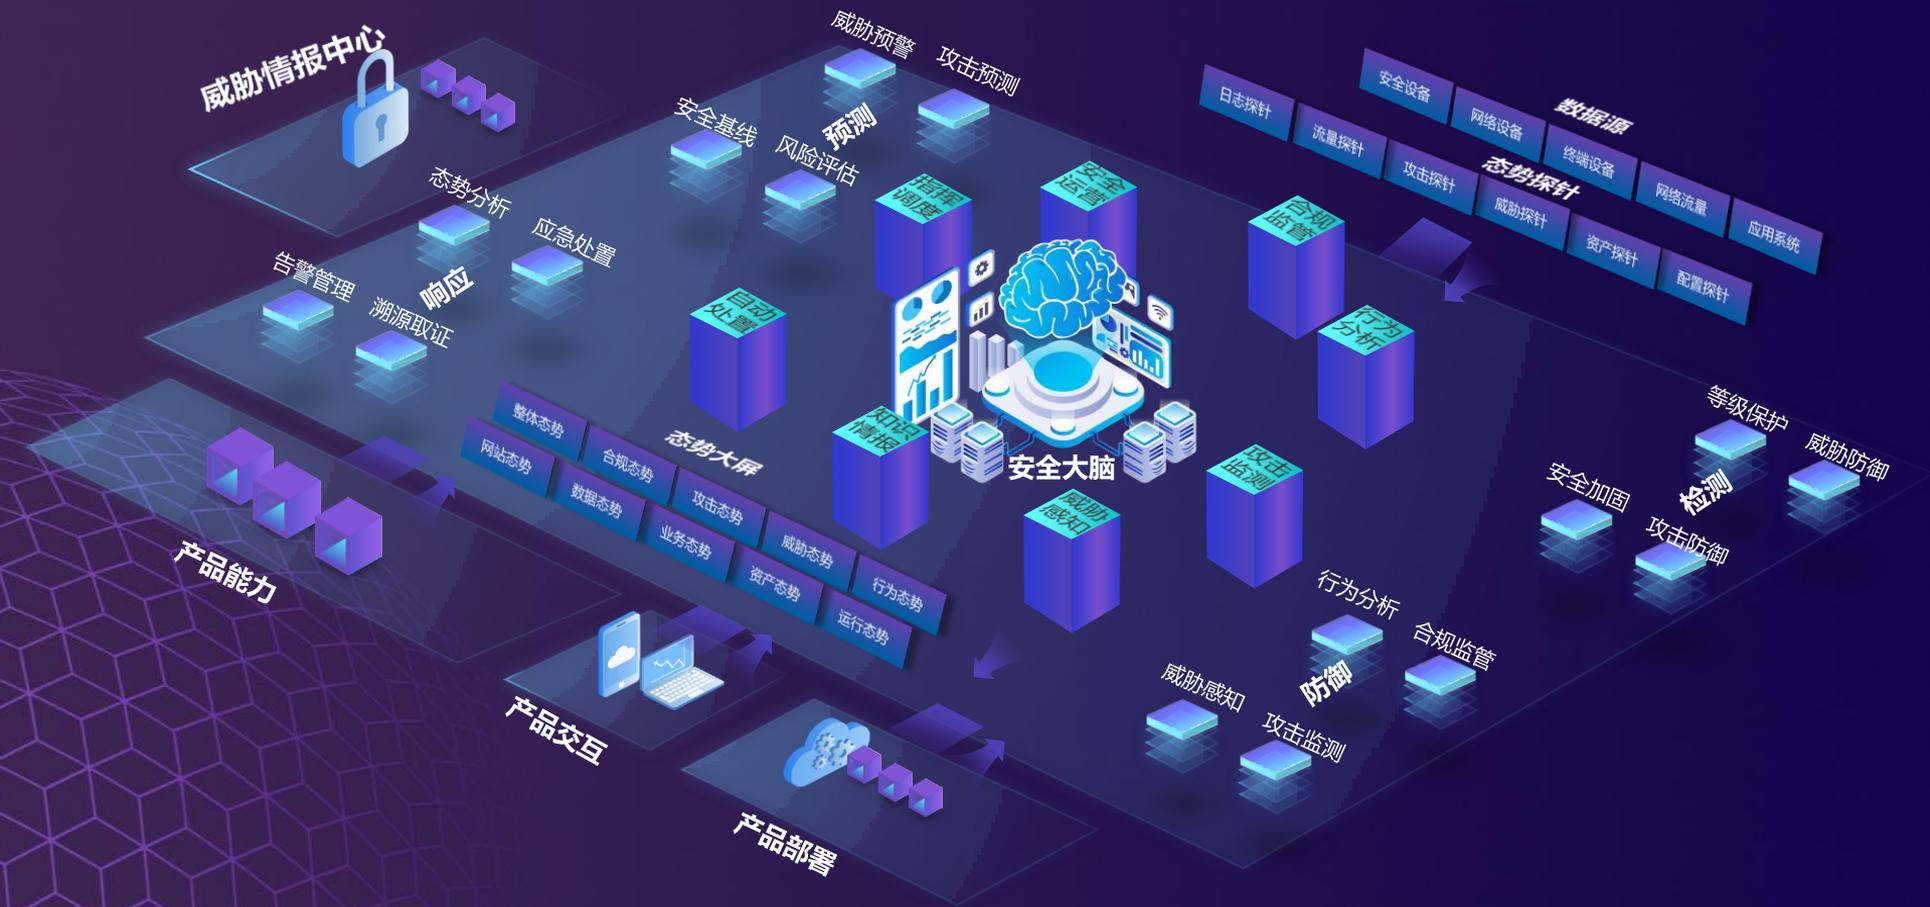 威胁情报中心
威胁预警
攻击预测
预测
安全基线
风险评估
态势分析
应急处置
响应
告警管理
溯源取证
数据源
安全设备
网络设备
终端设备
网络流量
应用系统
态势探针
日志探针
流量探针
攻击探针
威胁探针
资产探针
配置探针
指挥
调度
安全
运营
合规
监管
自动
处置
行为
分析
知识
情报
攻击
监测
威胁
感知
安全大脑
态势大屏
整体态势
合规态势
攻击态势
威胁态势
行为态势
网站态势
数据态势
业务态势
资产态势
运行态势
等级保护
威胁防御
检测
安全加固
攻击防御
行为分析
合规监管
防御
威胁感知
攻击监测
产品能力
产品交互
产品部署